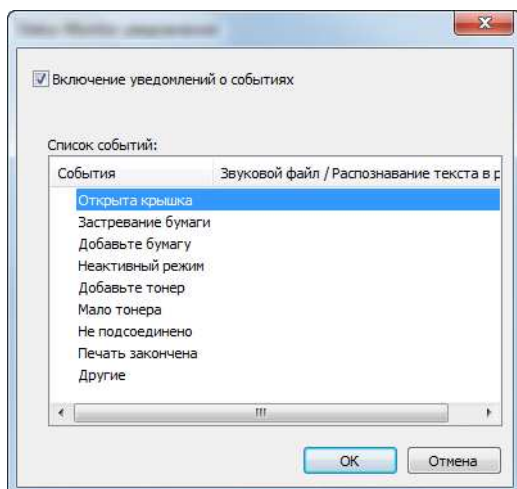 Включение уведомлений о событиях
Список событий:
События Звуковой файл / Распознавание текста в р
Открыта крышка
Застревание бумаги
Добавьте бумагу
Неактивный режим
Добавьте тонер
Мало тонера
Не подсоединено
Печать закончена
Другие
OK Отмена